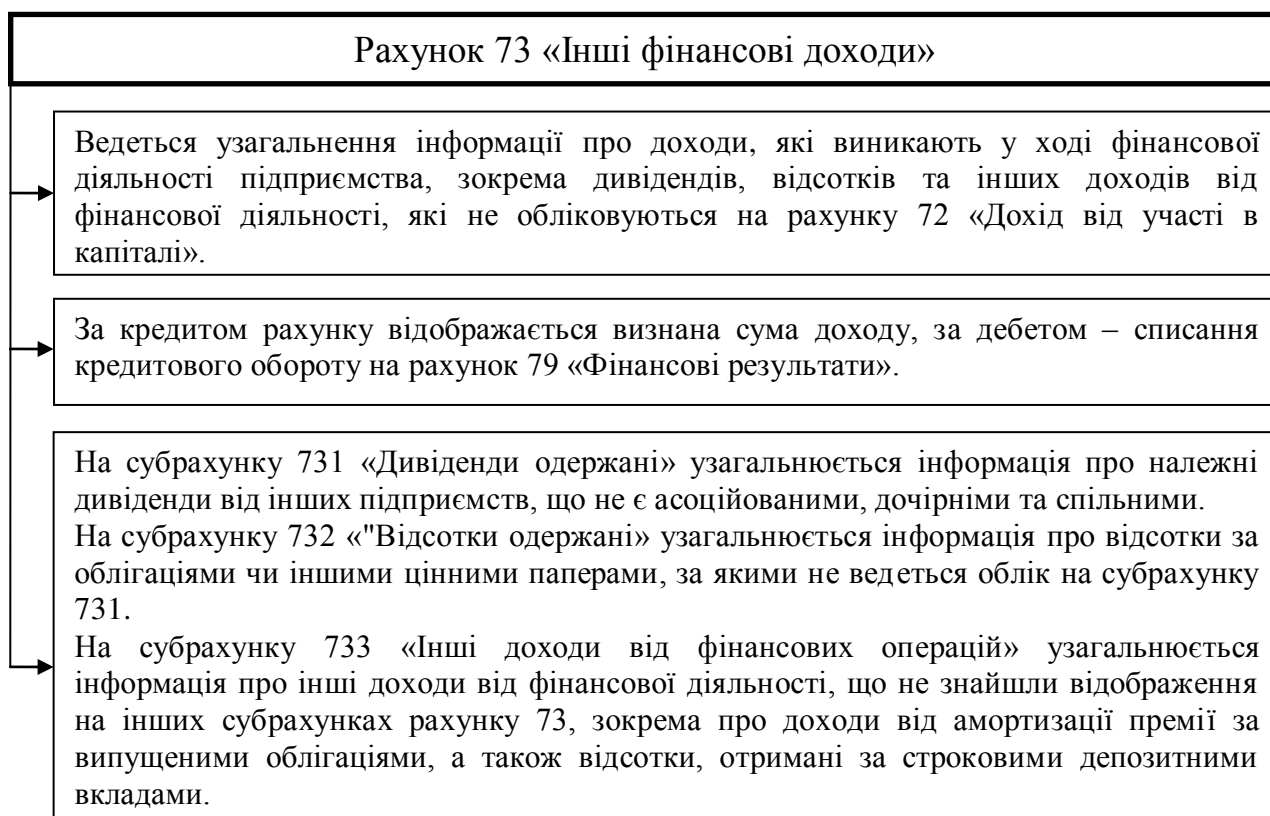 Рахунок 73 «Інші фінансові доходи»
Ведеться узагальнення інформації про доходи, які виникають у ході фінансової
діяльності підприємства, зокрема дивідендів, відсотків та інших доходів від
фінансової діяльності, які не обліковуються на рахунку 72 «Дохід від участі в
капіталі».
За кредитом рахунку відображається визнана сума доходу, за дебетом – списання
кредитового обороту на рахунок 79 «Фінансові результати».
На субрахунку 731 «Дивіденди одержані» узагальнюється інформація про належні
дивіденди від інших підприємств, що не є асоційованими, дочірніми та спільними.
На субрахунку 732 «"Відсотки одержані» узагальнюється інформація про відсотки за
облігаціями чи іншими цінними паперами, за якими не ведеться облік на субрахунку
731.
На субрахунку 733 «Інші доходи від фінансових операцій» узагальнюється
інформація про інші доходи від фінансової діяльності, що не знайшли відображення
на інших субрахунках рахунку 73, зокрема про доходи від амортизації премії за
випущеними облігаціями, а також відсотки, отримані за строковими депозитними
вкладами.